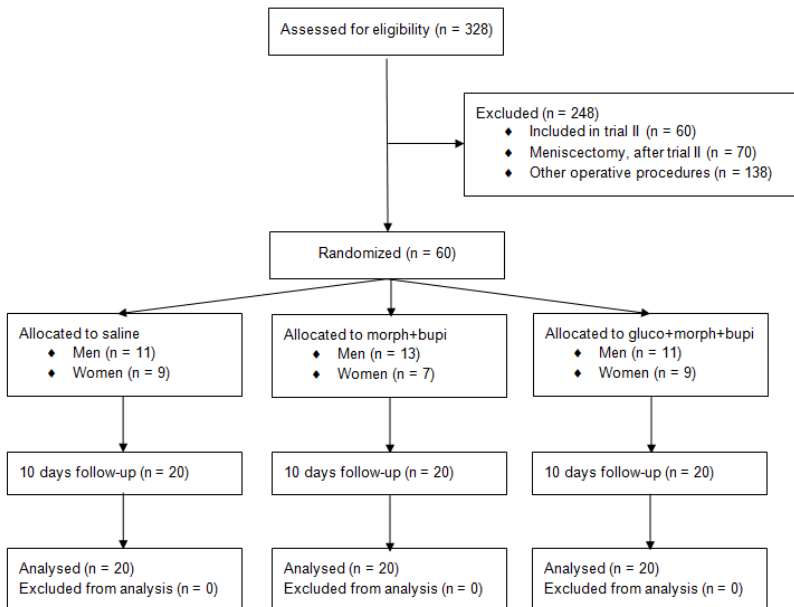 Assessed for eligibility (n = 328)
Excluded (n = 248)
♦ Included in trial II (n = 60)
♦ Meniscectomy, after trial II (n = 70)
♦ Other operative procedures (n = 138)
Randomized (n = 60)
Allocated to saline
♦ Men (n = 11)
♦ Women (n = 9)
Allocated to morph+bupi
♦ Men (n = 13)
♦ Women (n = 7)
Allocated to gluco+morph+bupi
♦ Men (n = 11)
♦ Women (n = 9)
10 days follow-up (n = 20)
10 days follow-up (n = 20)
10 days follow-up (n = 20)
Analysed (n = 20)
Excluded from analysis (n = 0)
Analysed (n = 20)
Excluded from analysis (n = 0)
Analysed (n = 20)
Excluded from analysis (n = 0)